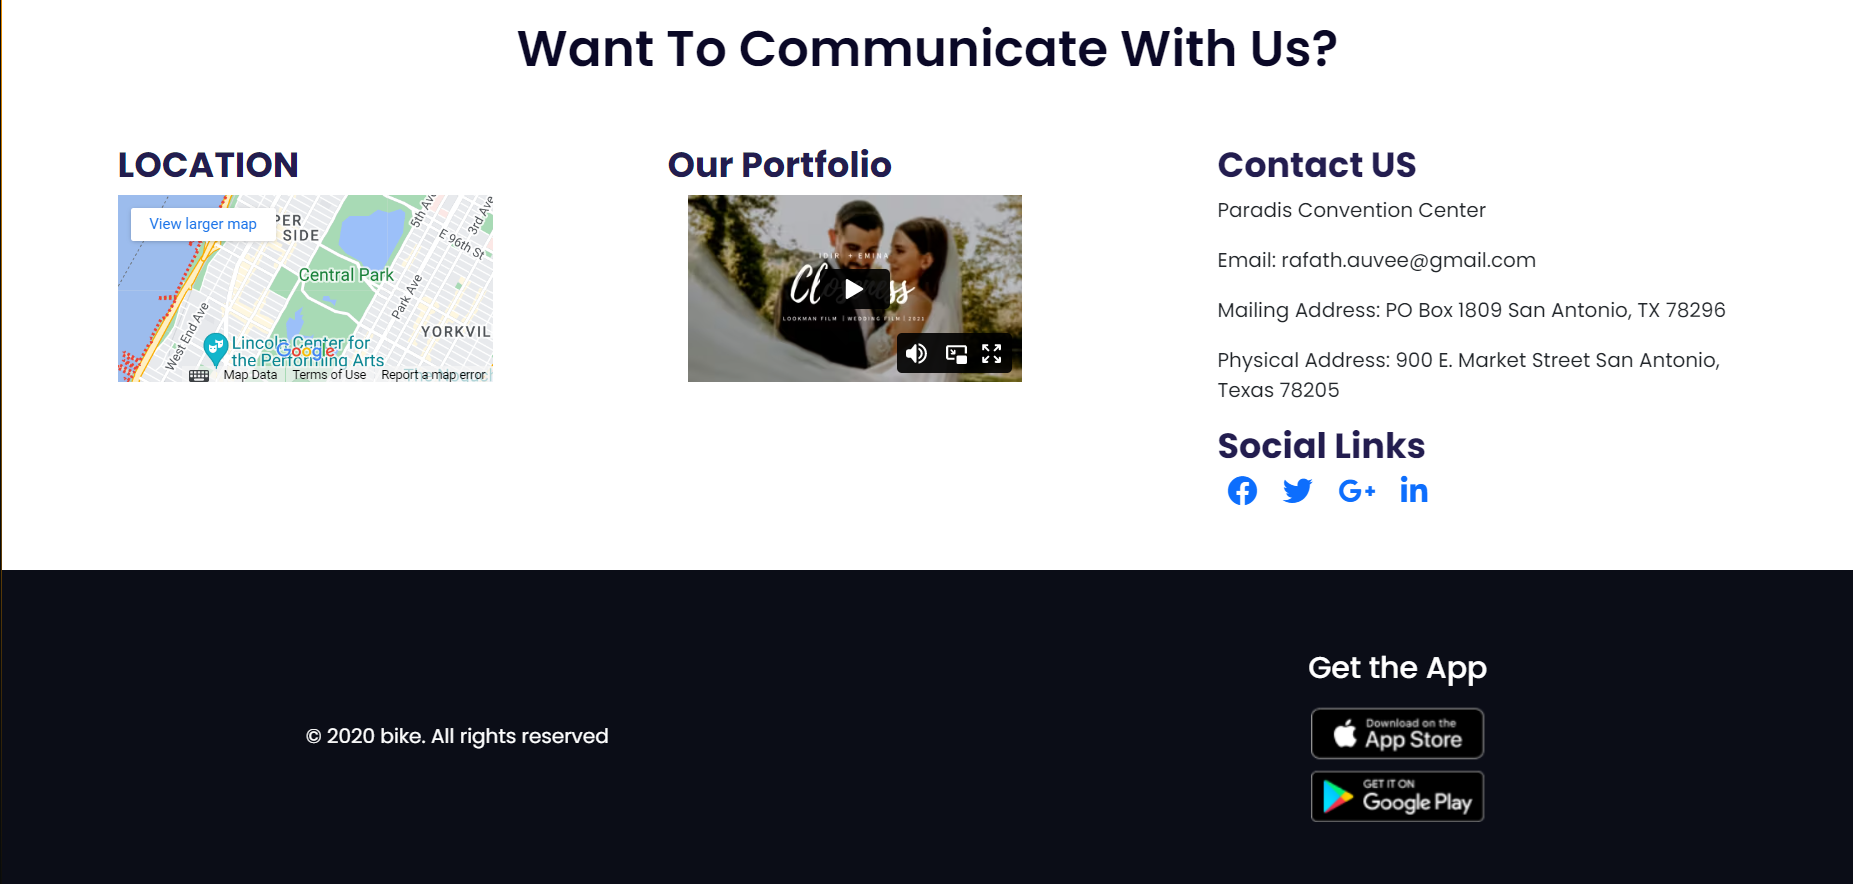 Want To Communicate With Us?
LOCATION
View larger map
PER
SIDE
5th Av
3rd Ave
E 96th St
Central Park
Park Ave
West End Ave
YORKVIL
Lincoln Center for
the Performing Arts
Google
Map Data
Terms of Use
Report a map error
Our Portfolio
IDIR + EMINA
LOOKMAN FILM | WEDDING FILM | 2021
Contact US
Paradis Convention Center
Email: rafath.auvee@gmail.com
Mailing Address: PO Box 1809 San Antonio, TX 78296
Physical Address: 900 E. Market Street San Antonio,
Texas 78205
Social Links
G+
in
© 2020 bike. All rights reserved
Get the App
Download on the
App Store
GET IT ON
Google Play